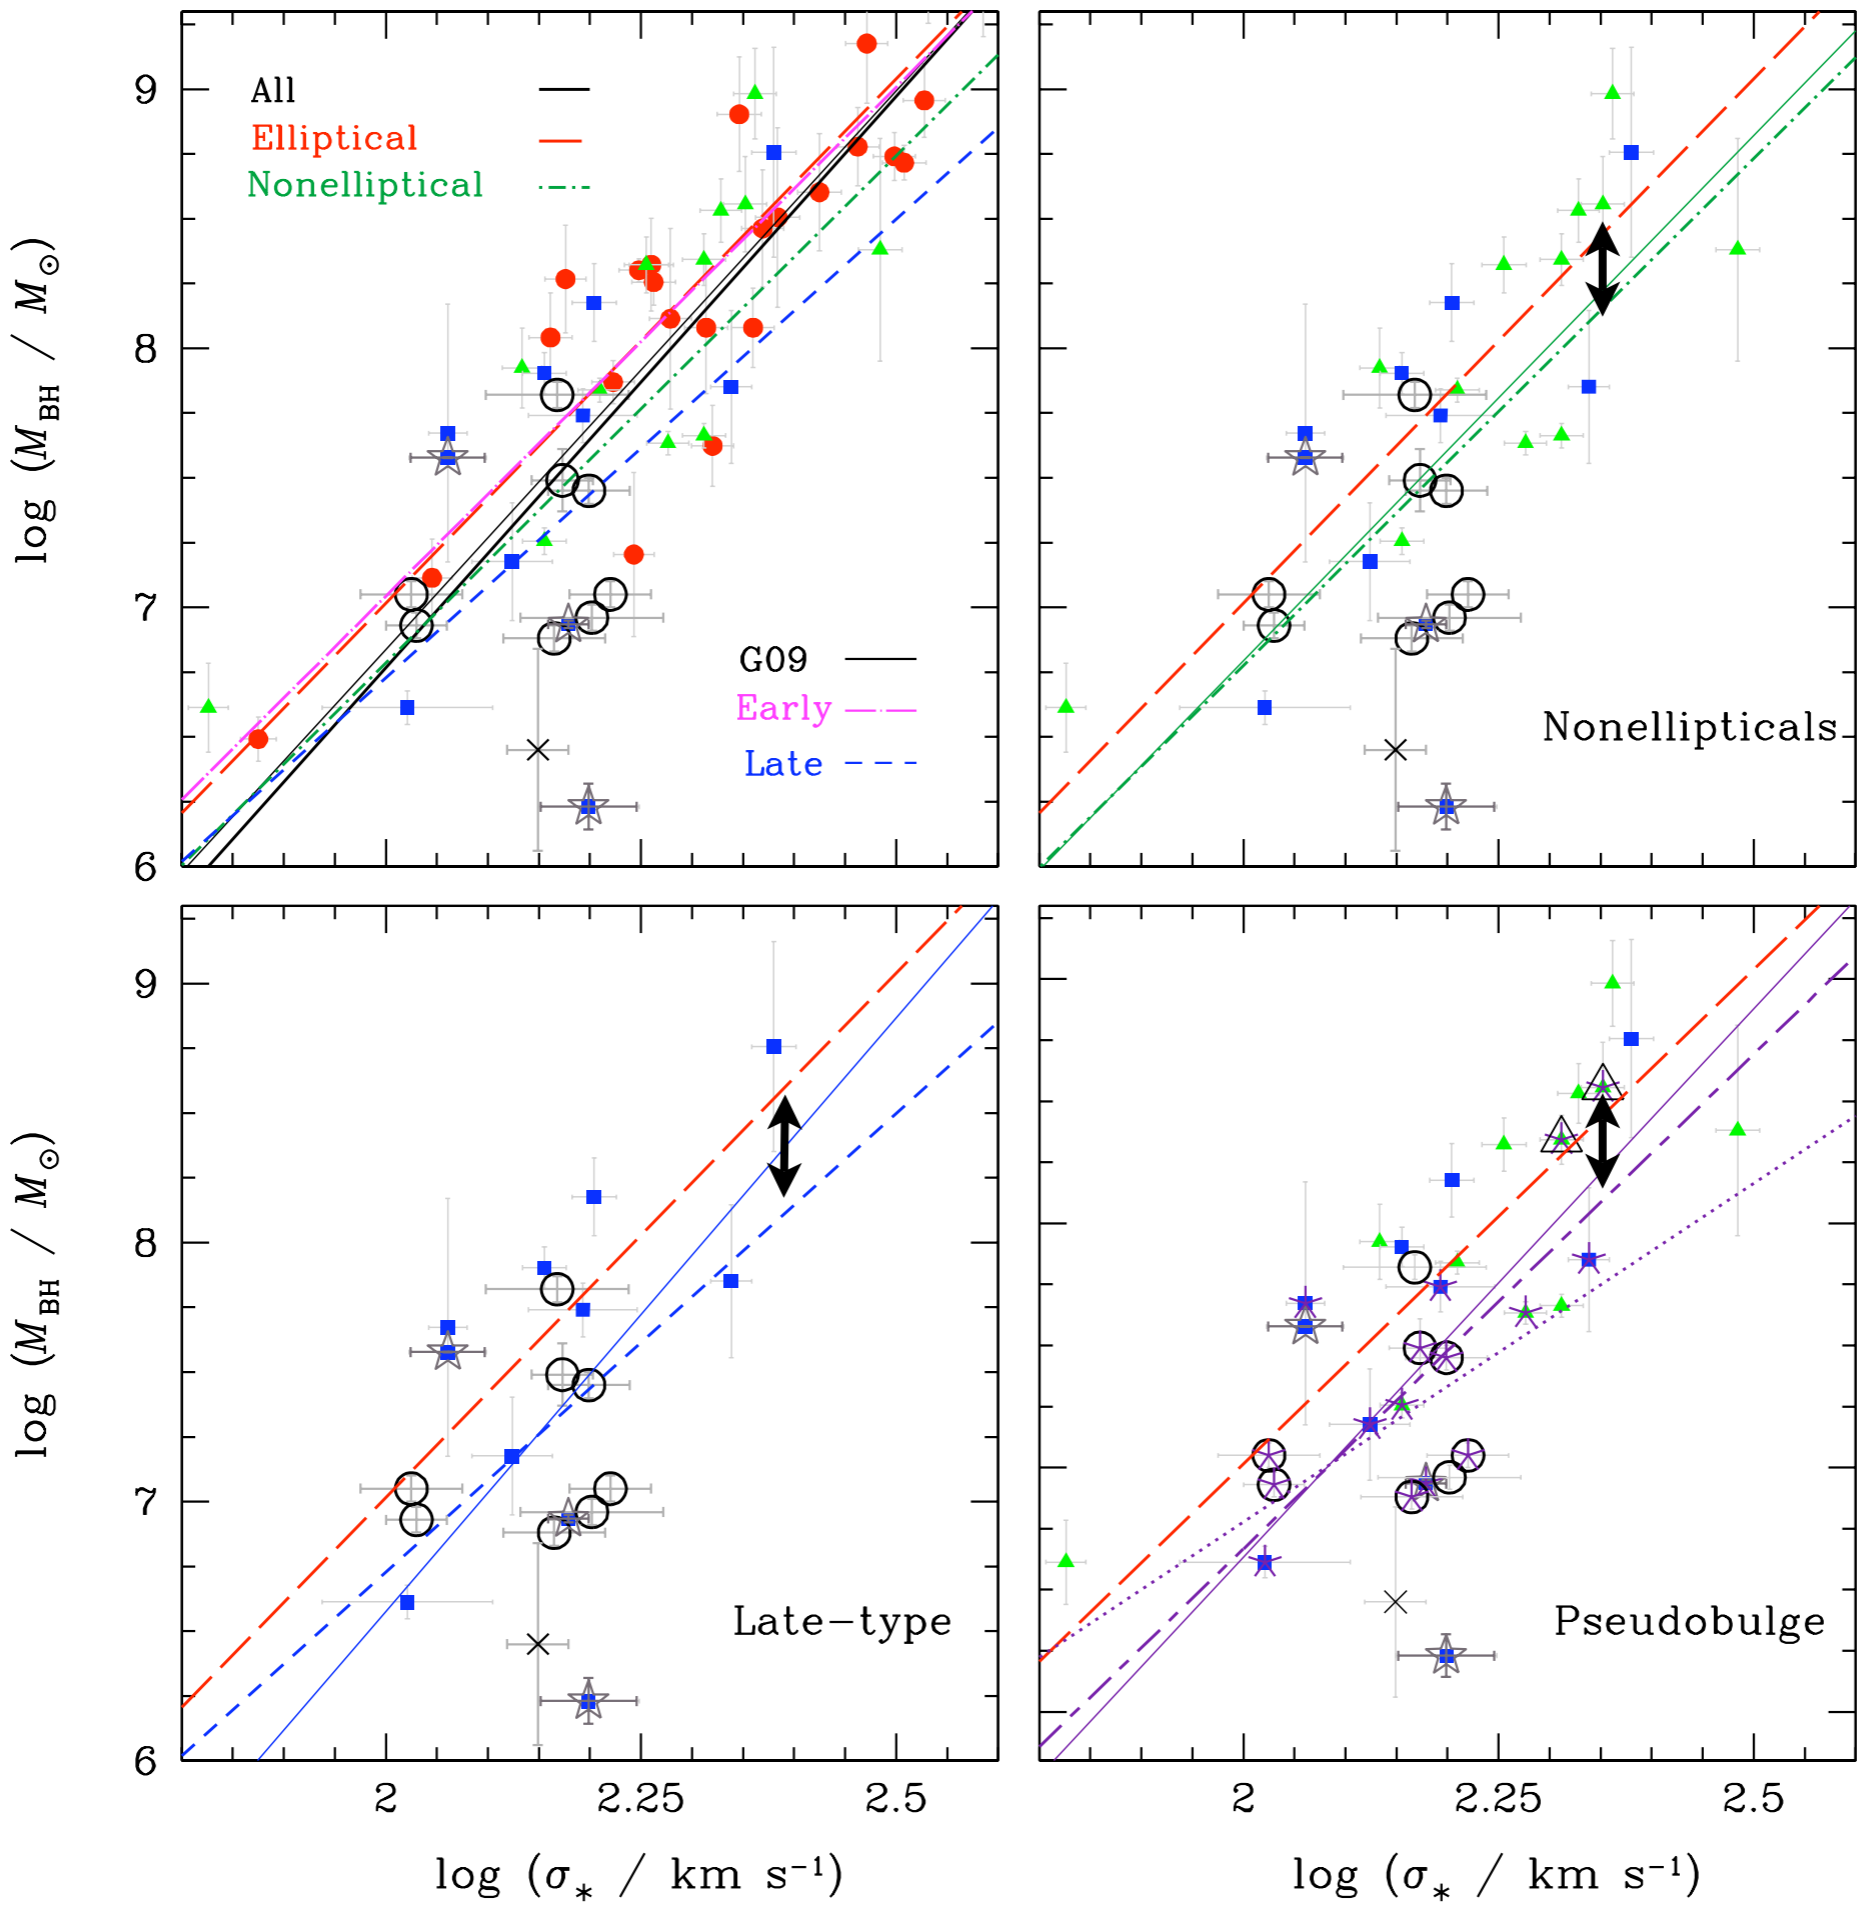 All
Elliptical
Nonelliptical
G09
Early
Late
9
8
7
6
log (M_BH / M_⊙)
Nonellipticals
Late-type
9
8
7
6
log (M_BH / M_⊙)
2 2.25 2.5
log (σ_* / km s⁻¹)
Pseudobulge
2 2.25 2.5
log (σ_* / km s⁻¹)